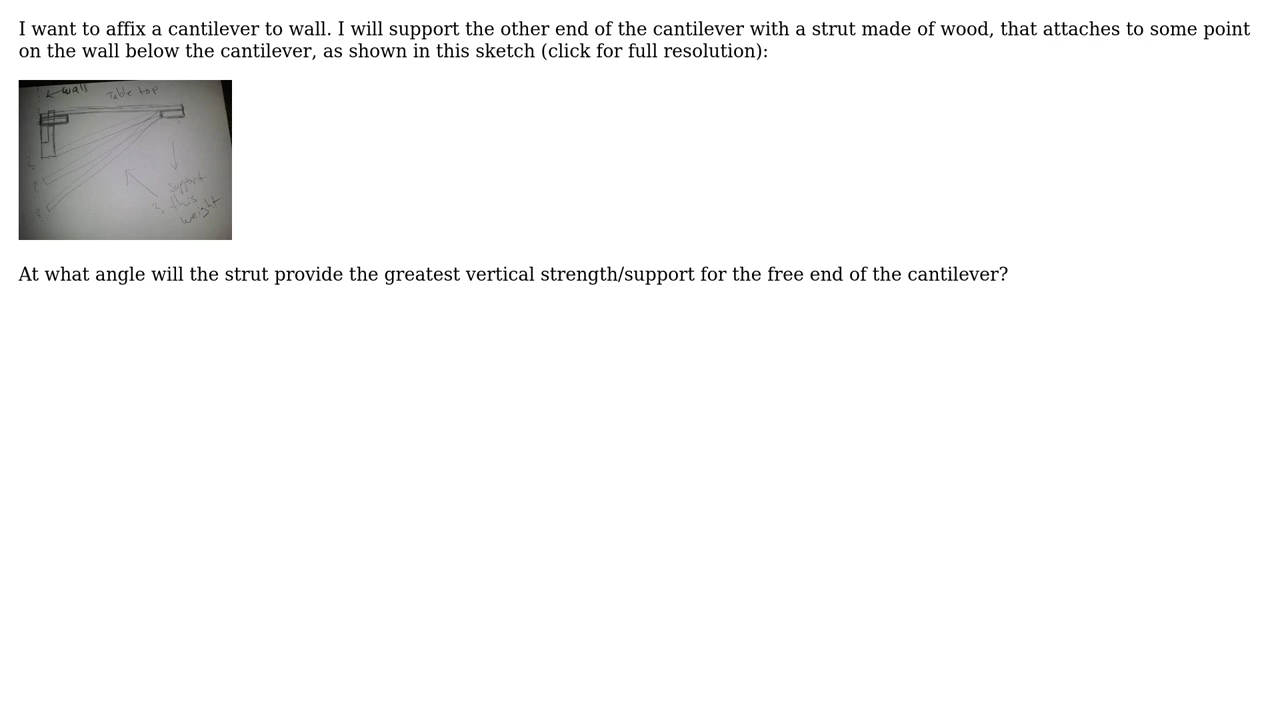 I want to affix a cantilever to wall. I will support the other end of the cantilever with a strut made of wood, that attaches to some point
on the wall below the cantilever, as shown in this sketch (click for full resolution):
← wall
Table top
?
?
?
support
this
weight
At what angle will the strut provide the greatest vertical strength/support for the free end of the cantilever?